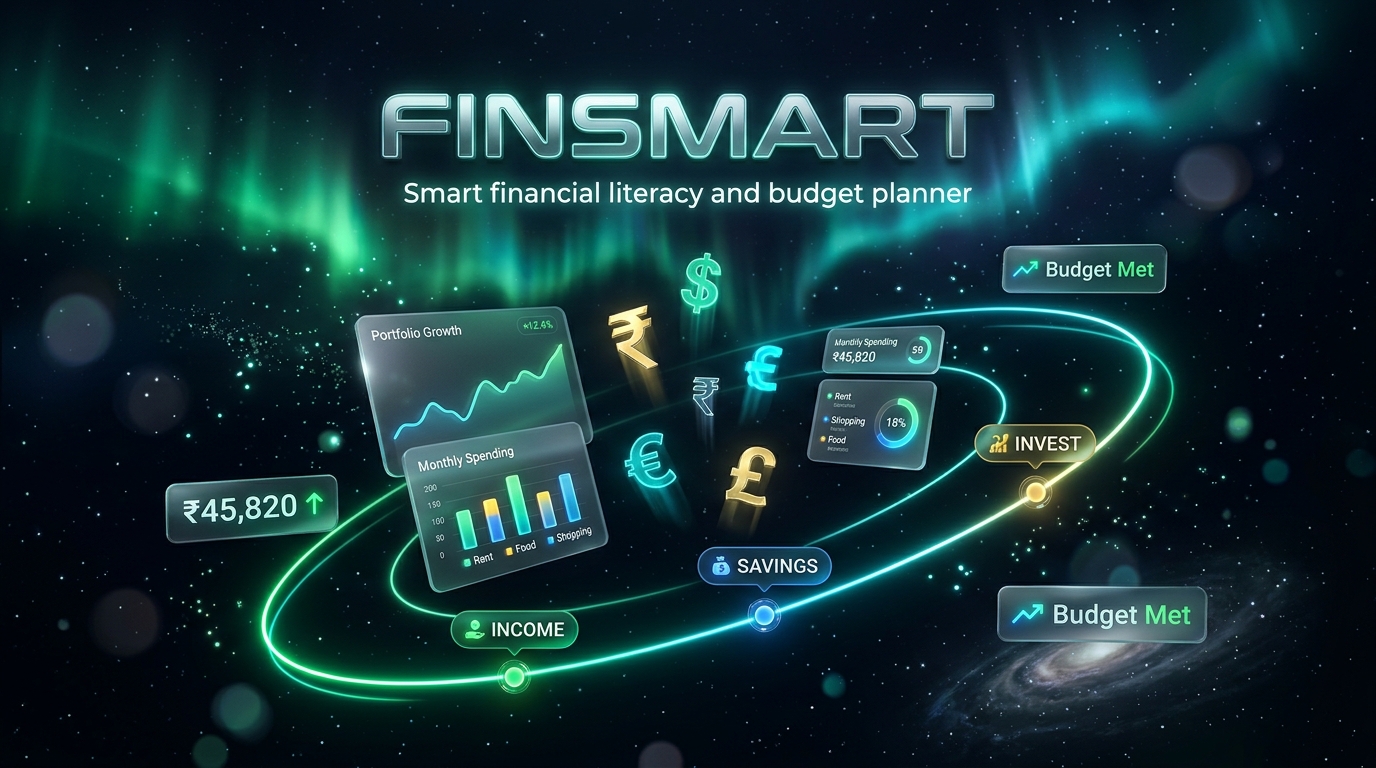 FINSMART
Smart financial literacy and budget planner
Budget Met
Portfolio Growth
+12.4%
Monthly Spending
₹45,820
59
Rent
Shopping
Food
18%
INVEST
Monthly Spending
200
150
100
50
0
Rent Food Shopping
₹45,820 ↑
SAVINGS
Budget Met
INCOME
$
₹
€
₹
€
£